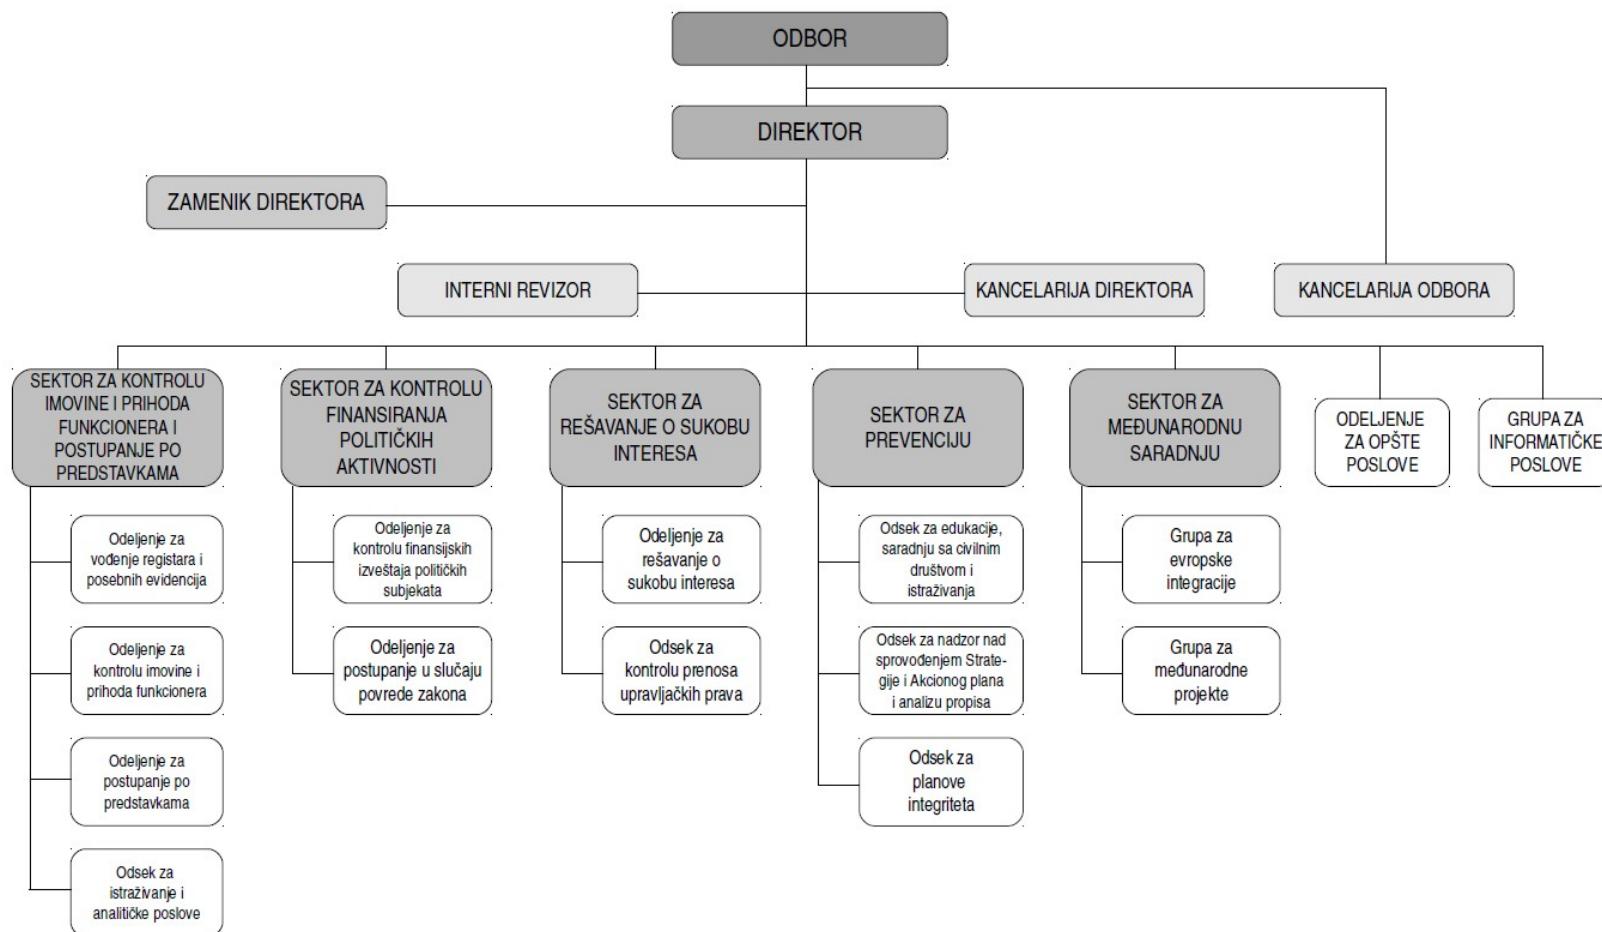 ODBOR
DIREKTOR
ZAMENIK DIREKTORA
INTERNI REVIZOR
KANCELARIJA DIREKTORA
KANCELARIJA ODBORA
SEKTOR ZA KONTROLU
IMOVINE I PRIHODA
FUNKCIONERA I
POSTUPANJE PO
PREDSTAVKAMA
SEKTOR ZA KONTROLU
FINANSIRANJA
POLITIČKIH
AKTIVNOSTI
SEKTOR ZA
REŠAVANJE O SUKOBU
INTERESA
SEKTOR ZA
PREVENCIJU
SEKTOR ZA
MEĐUNARODNU
SARADNJU
ODELJENJE
ZA OPŠTE
POSLOVE
GRUPA ZA
INFORMATIČKE
POSLOVE
Odeljenje za
vođenje registara i
posebnih evidencija
Odeljenje za
kontrolu imovine i
prihoda funkcionera
Odeljenje za
postupanje po
predstavkama
Odsek za
istraživanje i
analitičke poslove
Odeljenje za
kontrolu finansijskih
izveštaja političkih
subjekata
Odeljenje za
postupanje u slučaju
povrede zakona
Odeljenje za
rešavanje o
sukobu interesa
Odsek za
kontrolu prenosa
upravljačkih prava
Odsek za edukacije,
saradnju sa civilnim
društvom i
istraživanja
Odsek za nadzor nad
sprovođenjem Strate-
gije i Akcionog plana
i analizu propisa
Odsek za
planove
integriteta
Grupa za
evropske
integracije
Grupa za
međunarodne
projekte